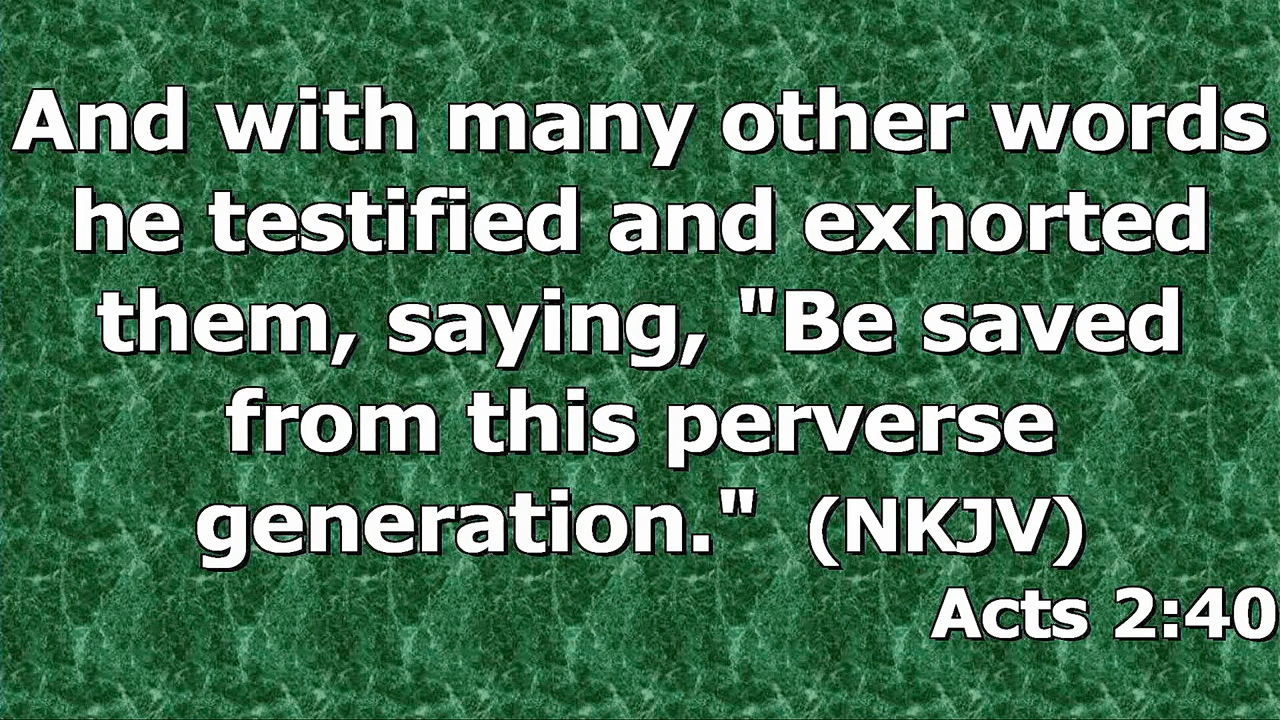 And with many other words
he testified and exhorted
them, saying, "Be saved
from this perverse
generation."  (NKJV)
Acts 2:40